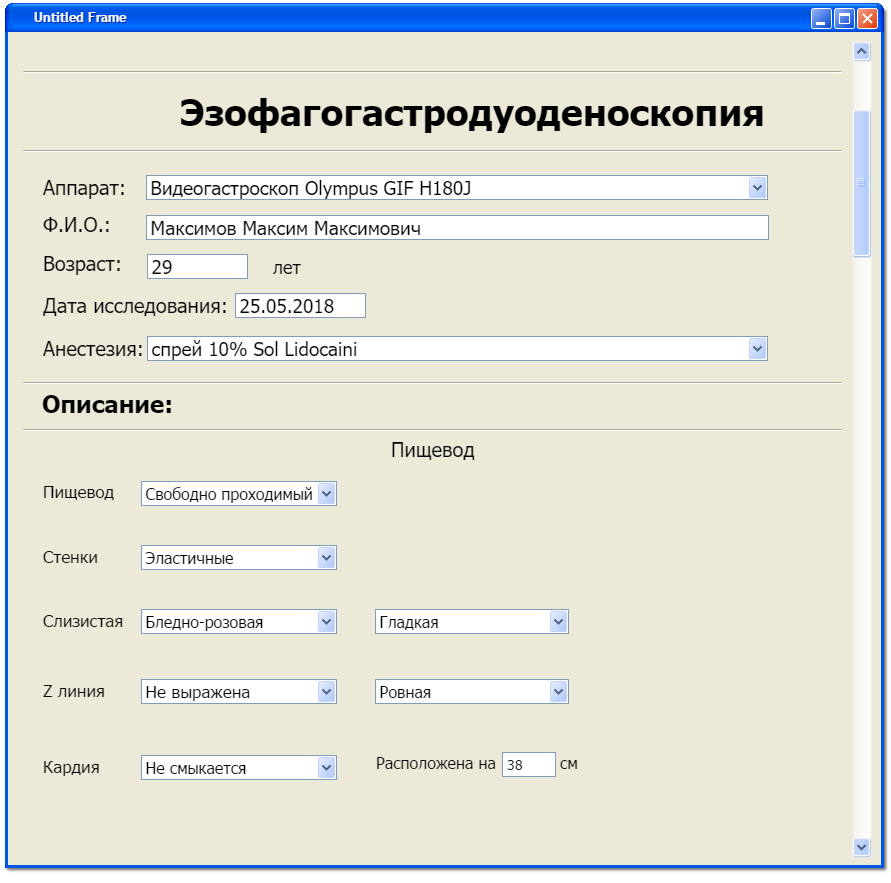 Untitled Frame
Эзофагогастродуоденоскопия
Аппарат: Видеогастроскоп Olympus GIF H180J
Ф.И.О.: Максимов Максим Максимович
Возраст: 29 лет
Дата исследования: 25.05.2018
Анестезия: спрей 10% Sol Lidocaini
Описание:
Пищевод
Пищевод Свободно проходимый
Стенки Эластичные
Слизистая Бледно-розовая Гладкая
Z линия Не выражена Ровная
Кардия Не смыкается Расположена на 38 см